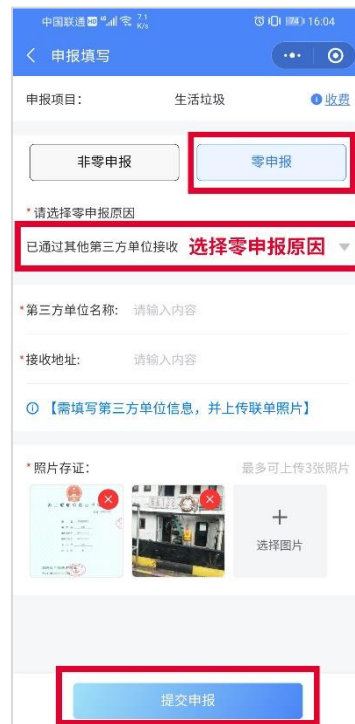 中国联通 HD 4G 7.1 K/s 74 16:04
申报填写
申报项目： 生活垃圾 收费
非零申报 零申报
*请选择零申报原因
已通过其他第三方单位接收 选择零申报原因
*第三方单位名称: 请输入内容
*接收地址: 请输入内容
【需填写第三方单位信息，并上传联单照片】
*照片存证： 最多可上传3张照片
选择图片
提交申报